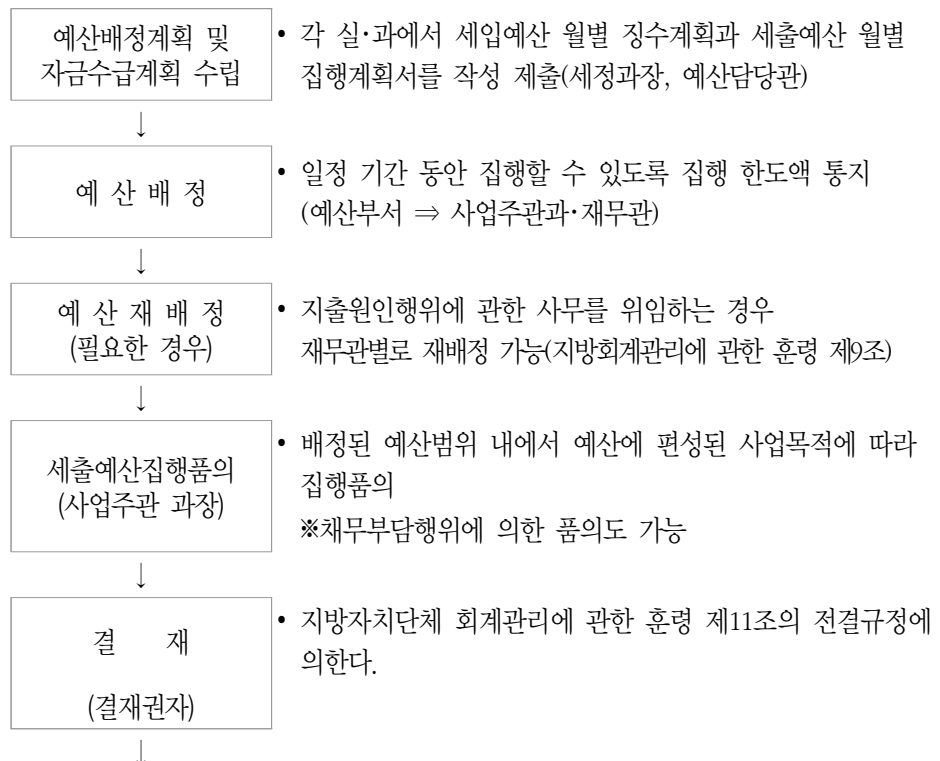 예산배정계획 및
자금수급계획 수립
• 각 실·과에서 세입예산 월별 징수계획과 세출예산 월별
집행계획서를 작성 제출(세정과장, 예산담당관)
↓
예 산 배 정
• 일정 기간 동안 집행할 수 있도록 집행 한도액 통지
(예산부서 ⇒ 사업주관과·재무관)
↓
예 산 재 배 정
(필요한 경우)
• 지출원인행위에 관한 사무를 위임하는 경우
재무관별로 재배정 가능(지방회계관리에 관한 훈령 제9조)
↓
세출예산집행품의
(사업주관 과장)
• 배정된 예산범위 내에서 예산에 편성된 사업목적에 따라
집행품의
※채무부담행위에 의한 품의도 가능
↓
결 재
(결재권자)
• 지방자치단체 회계관리에 관한 훈령 제11조의 전결규정에
의한다.
↓